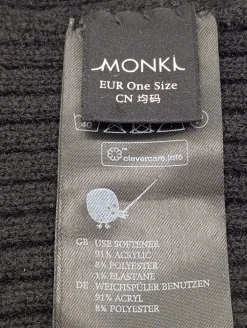 MONKI
EUR One Size
CN 均码
40
clevercare.info
GB USE SOFTENER
91% ACRYLIC
8% POLYESTER
1% ELASTANE
DE WEICHSPÜLER BENUTZEN
91% ACRYL
8% POLYESTER